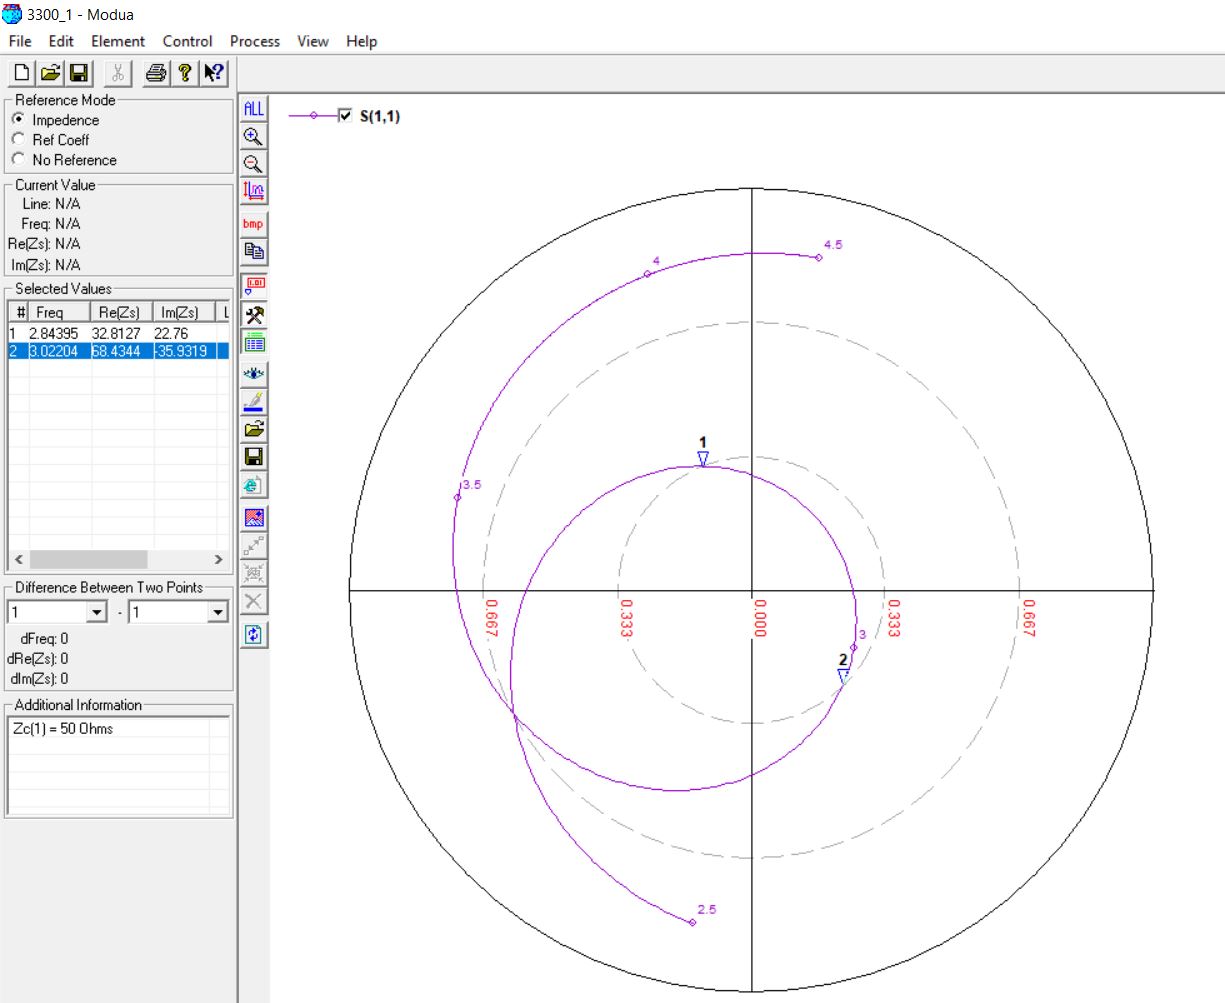 3300_1 - Modua
File Edit Element Control Process View Help
Reference Mode
Impedence
Ref Coeff
No Reference
Current Value
Line: N/A
Freq: N/A
Re(Zs): N/A
Im(Zs): N/A
Selected Values
# Freq Re(Zs) Im(Zs) L
1 2.84395 32.8127 22.76
2 3.02204 68.4344 -35.9319
Difference Between Two Points
1 - 1
dFreq: 0
dRe(Zs): 0
dIm(Zs): 0
Additional Information
Zc(1) = 50 Ohms
ALL
bmp
1.01
S(1,1)
4.5
4
1
3.5
0.667
0.333
0.000
0.333
0.667
3
2
2.5